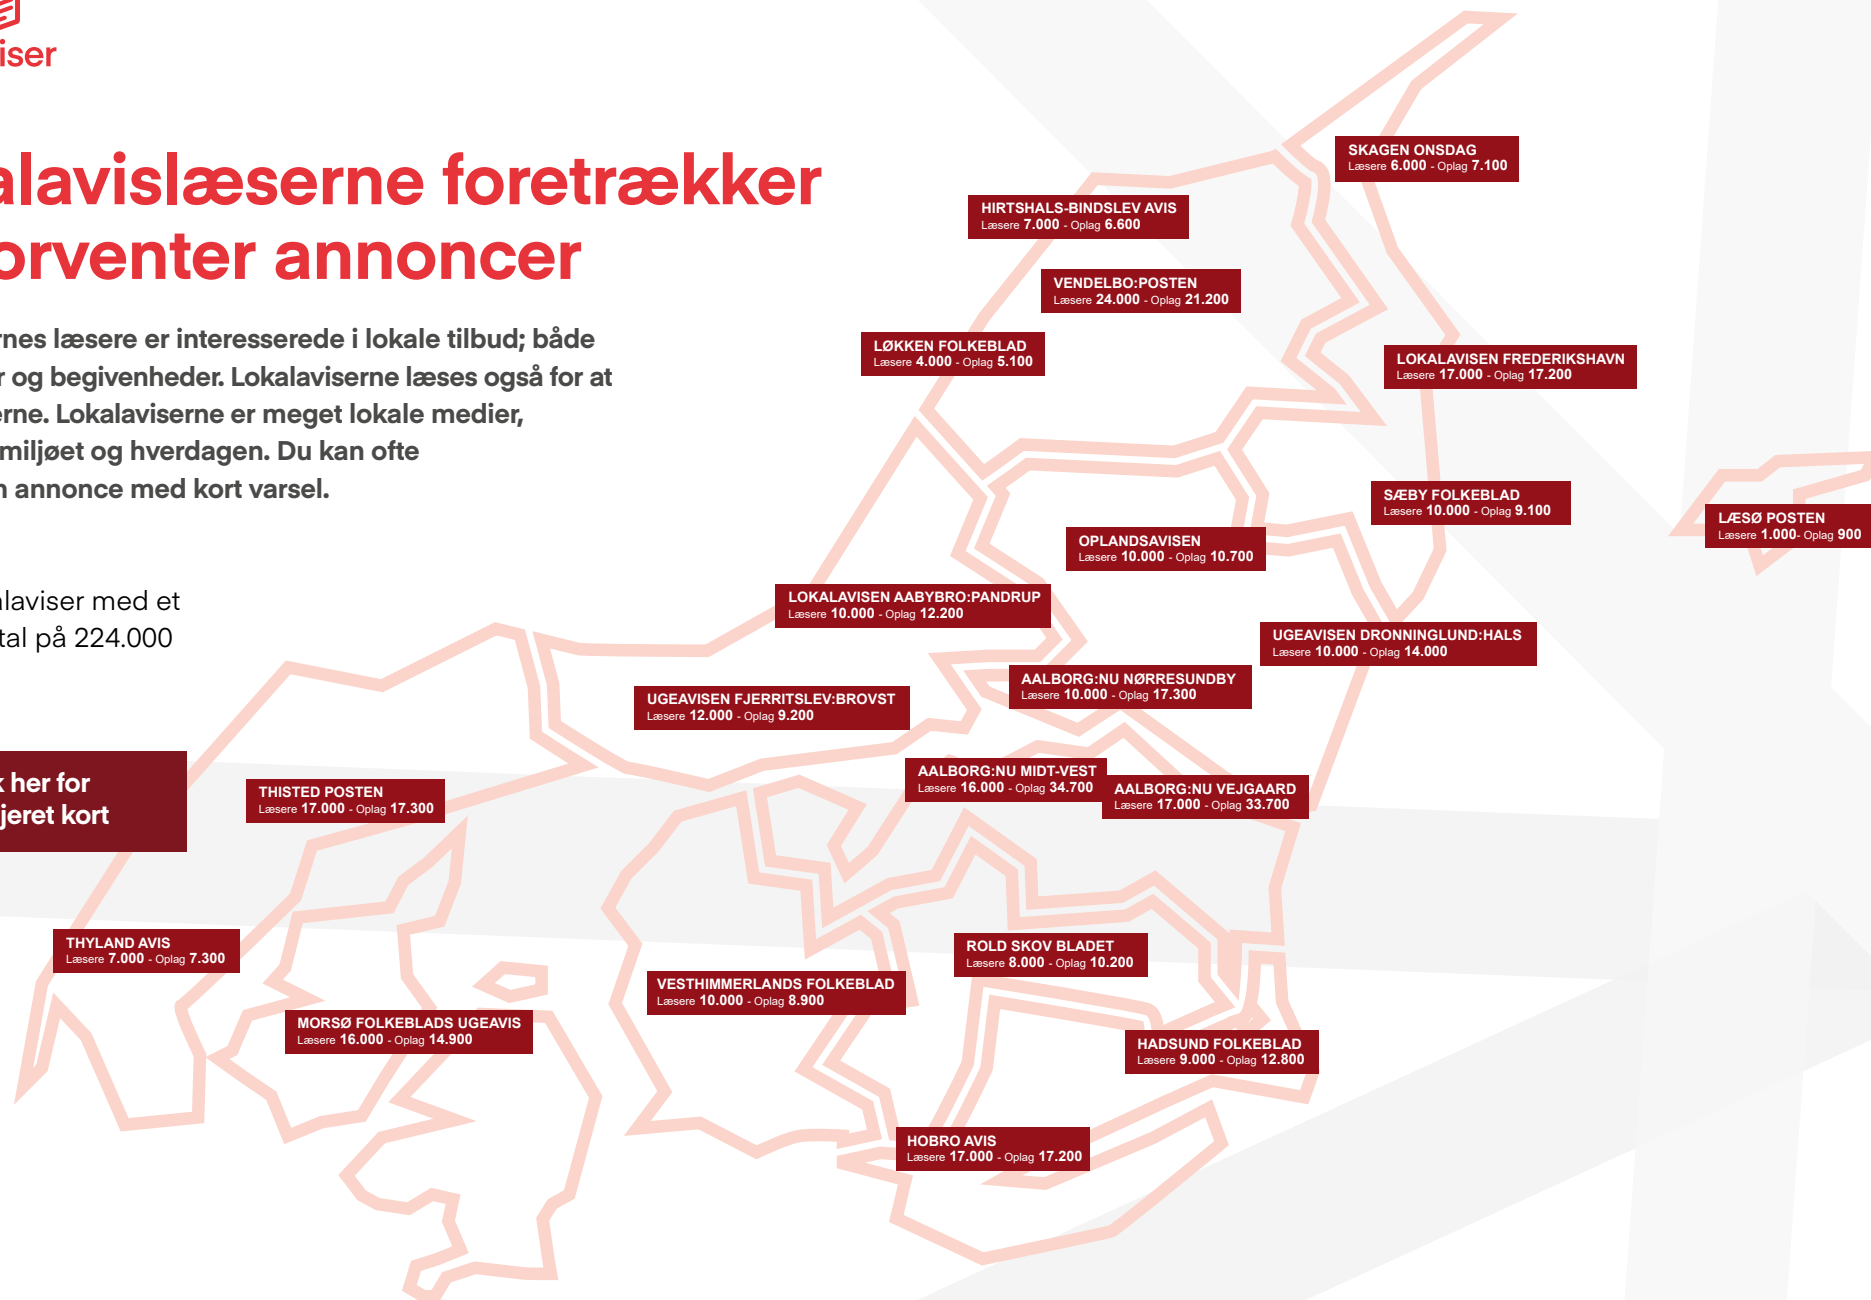 iser
alavislæserne foretrækker
orventer annoncer
rnes læsere er interesserede i lokale tilbud; både
r og begivenheder. Lokalaviserne læses også for at
erne. Lokalaviserne er meget lokale medier,
miljøet og hverdagen. Du kan ofte
n annonce med kort varsel.
alaviser med et
tal på 224.000
k her for
jeret kort
SKAGEN ONSDAG
Læsere 6.000 - Oplag 7.100
HIRTSHALS-BINDSLEV AVIS
Læsere 7.000 - Oplag 6.600
VENDELBO:POSTEN
Læsere 24.000 - Oplag 21.200
LØKKEN FOLKEBLAD
Læsere 4.000 - Oplag 5.100
LOKALAVISEN FREDERIKSHAVN
Læsere 17.000 - Oplag 17.200
SÆBY FOLKEBLAD
Læsere 10.000 - Oplag 9.100
LÆSØ POSTEN
Læsere 1.000- Oplag 900
OPLANDSAVISEN
Læsere 10.000 - Oplag 10.700
LOKALAVISEN AABYBRO:PANDRUP
Læsere 10.000 - Oplag 12.200
UGEAVISEN DRONNINGLUND:HALS
Læsere 10.000 - Oplag 14.000
AALBORG:NU NØRRESUNDBY
Læsere 10.000 - Oplag 17.300
UGEAVISEN FJERRITSLEV:BROVST
Læsere 12.000 - Oplag 9.200
AALBORG:NU MIDT-VEST
Læsere 16.000 - Oplag 34.700
AALBORG:NU VEJGAARD
Læsere 17.000 - Oplag 33.700
THISTED POSTEN
Læsere 17.000 - Oplag 17.300
THYLAND AVIS
Læsere 7.000 - Oplag 7.300
ROLD SKOV BLADET
Læsere 8.000 - Oplag 10.200
VESTHIMMERLANDS FOLKEBLAD
Læsere 10.000 - Oplag 8.900
MORSØ FOLKEBLADS UGEAVIS
Læsere 16.000 - Oplag 14.900
HADSUND FOLKEBLAD
Læsere 9.000 - Oplag 12.800
HOBRO AVIS
Læsere 17.000 - Oplag 17.200